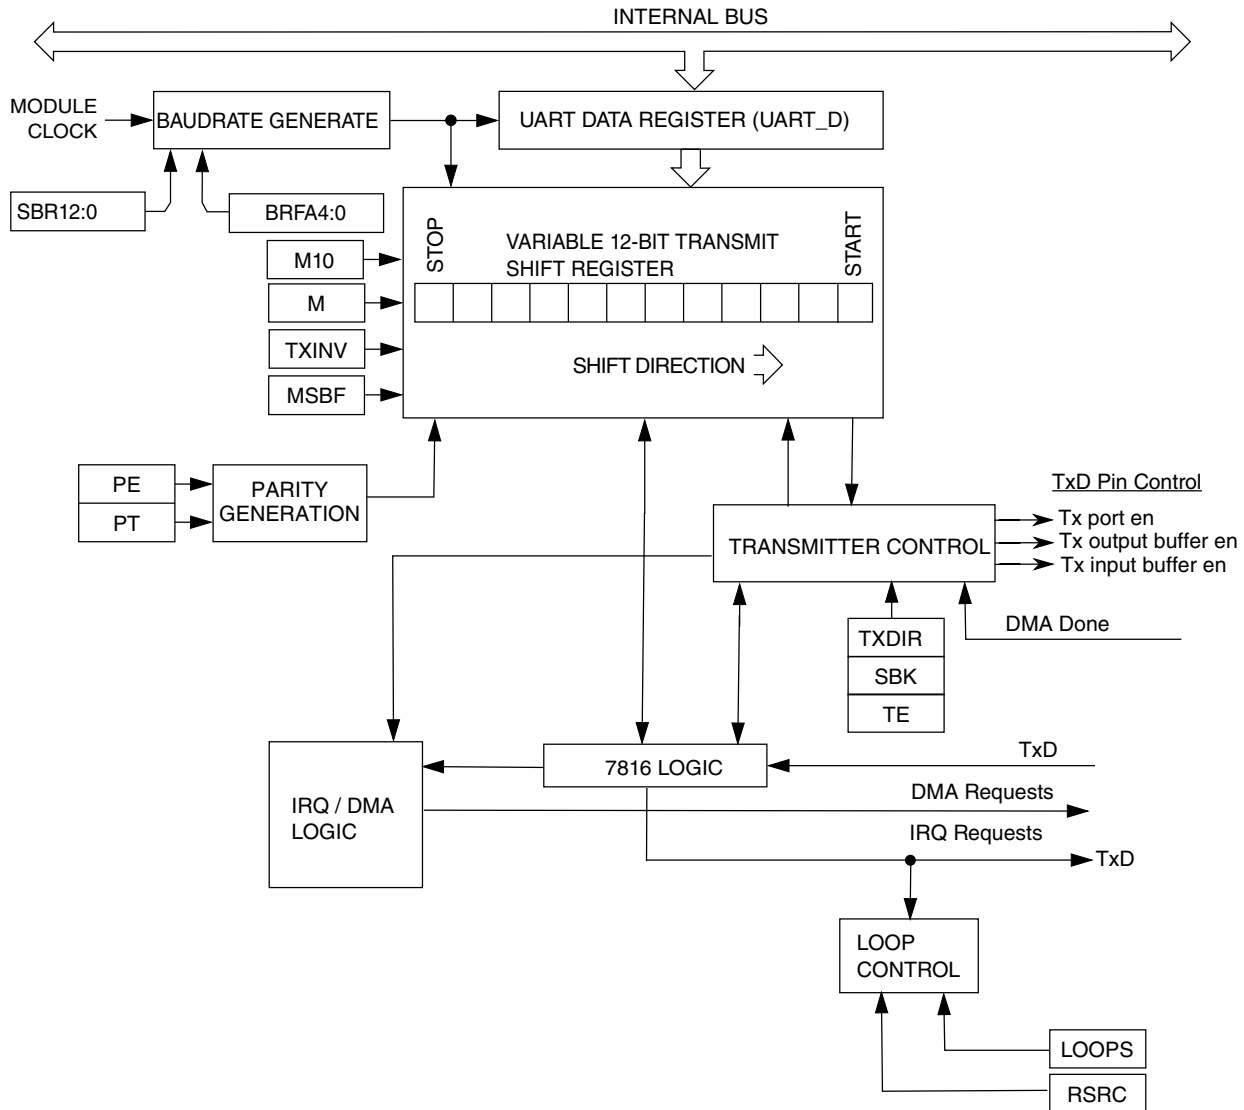 INTERNAL BUS
MODULE
CLOCK
BAUDRATE GENERATE
UART DATA REGISTER (UART_D)
SBR12:0
BRFA4:0
STOP
VARIABLE 12-BIT TRANSMIT
SHIFT REGISTER
START
M10
M
TXINV
MSBF
SHIFT DIRECTION
PE
PT
PARITY
GENERATION
TRANSMITTER CONTROL
TxD Pin Control
Tx port en
Tx output buffer en
Tx input buffer en
DMA Done
TXDIR
SBK
TE
7816 LOGIC
TxD
IRQ / DMA
LOGIC
DMA Requests
IRQ Requests
TxD
LOOP
CONTROL
LOOPS
RSRC